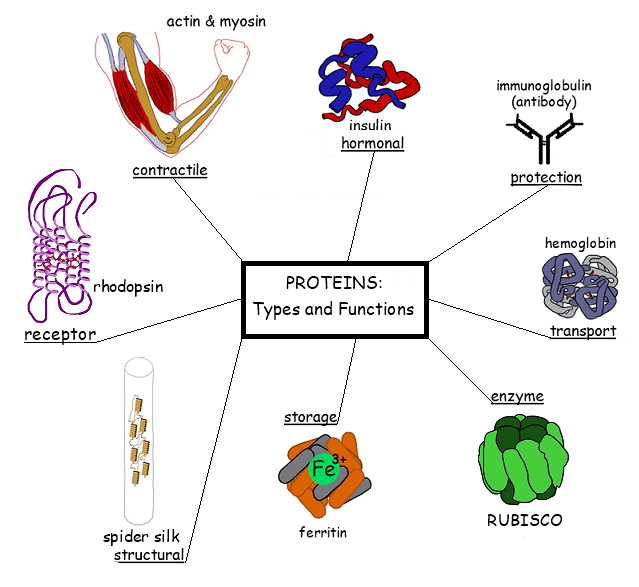 actin & myosin
contractile
insulin
hormonal
immunoglobulin
(antibody)
protection
rhodopsin
receptor
PROTEINS:
Types and Functions
hemoglobin
transport
spider silk
structural
storage
Fe3+
ferritin
enzyme
RUBISCO